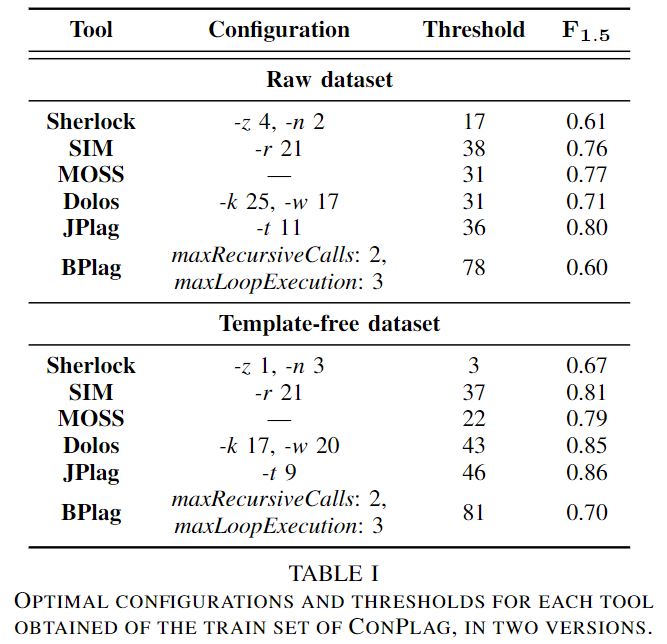 Tool Configuration Threshold F1.5
Raw dataset
Sherlock -z 4, -n 2 17 0.61
SIM -r 21 38 0.76
MOSS — 31 0.77
Dolos -k 25, -w 17 31 0.71
JPlag -t 11 36 0.80
BPlag maxRecursiveCalls: 2, maxLoopExecution: 3 78 0.60
Template-free dataset
Sherlock -z 1, -n 3 3 0.67
SIM -r 21 37 0.81
MOSS — 22 0.79
Dolos -k 17, -w 20 43 0.85
JPlag -t 9 46 0.86
BPlag maxRecursiveCalls: 2, maxLoopExecution: 3 81 0.70
TABLE I
OPTIMAL CONFIGURATIONS AND THRESHOLDS FOR EACH TOOL
OBTAINED OF THE TRAIN SET OF CONPLAG, IN TWO VERSIONS.